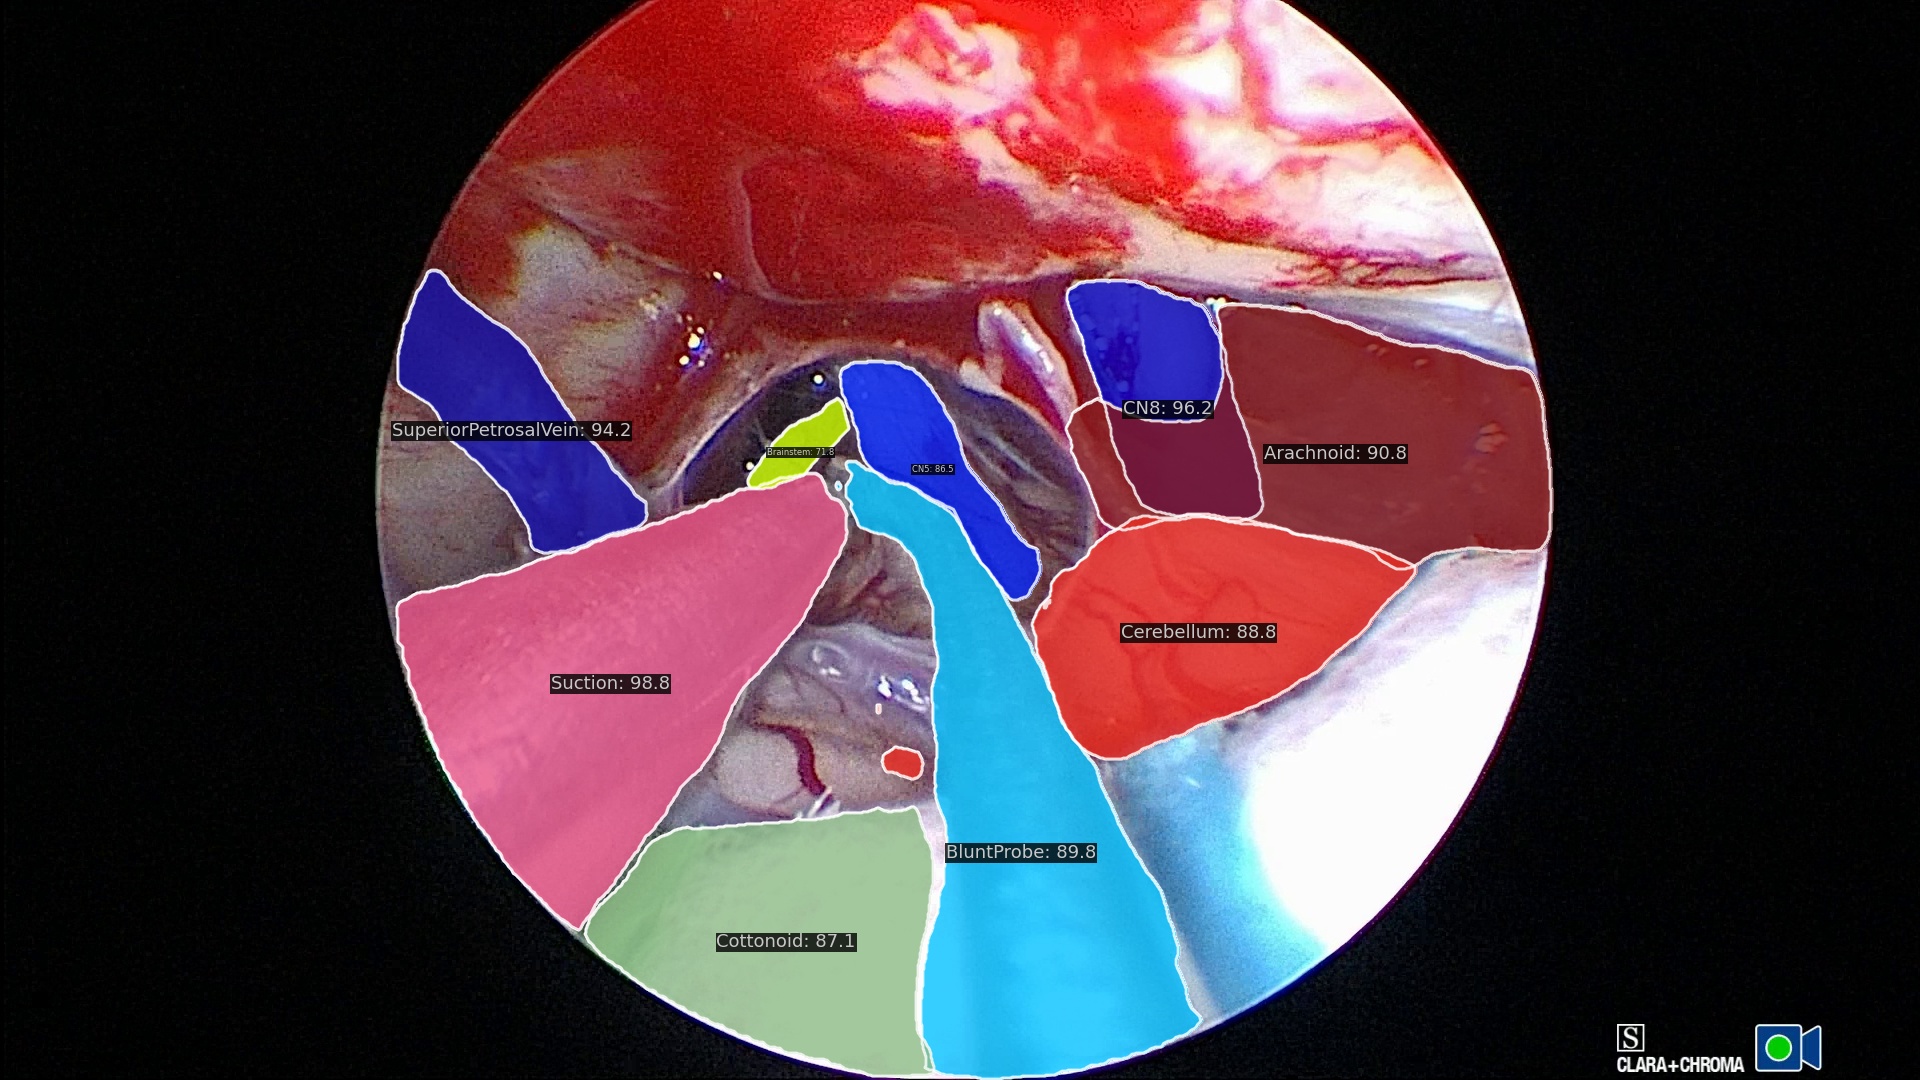 CN8: 96.2
SuperiorPetrosalVein: 94.2
Brainstem: 71.8
Arachnoid: 90.8
CN5: 86.5
Cerebellum: 88.8
Suction: 98.8
BluntProbe: 89.8
Cottonoid: 87.1
S
CLARA+CHROMA